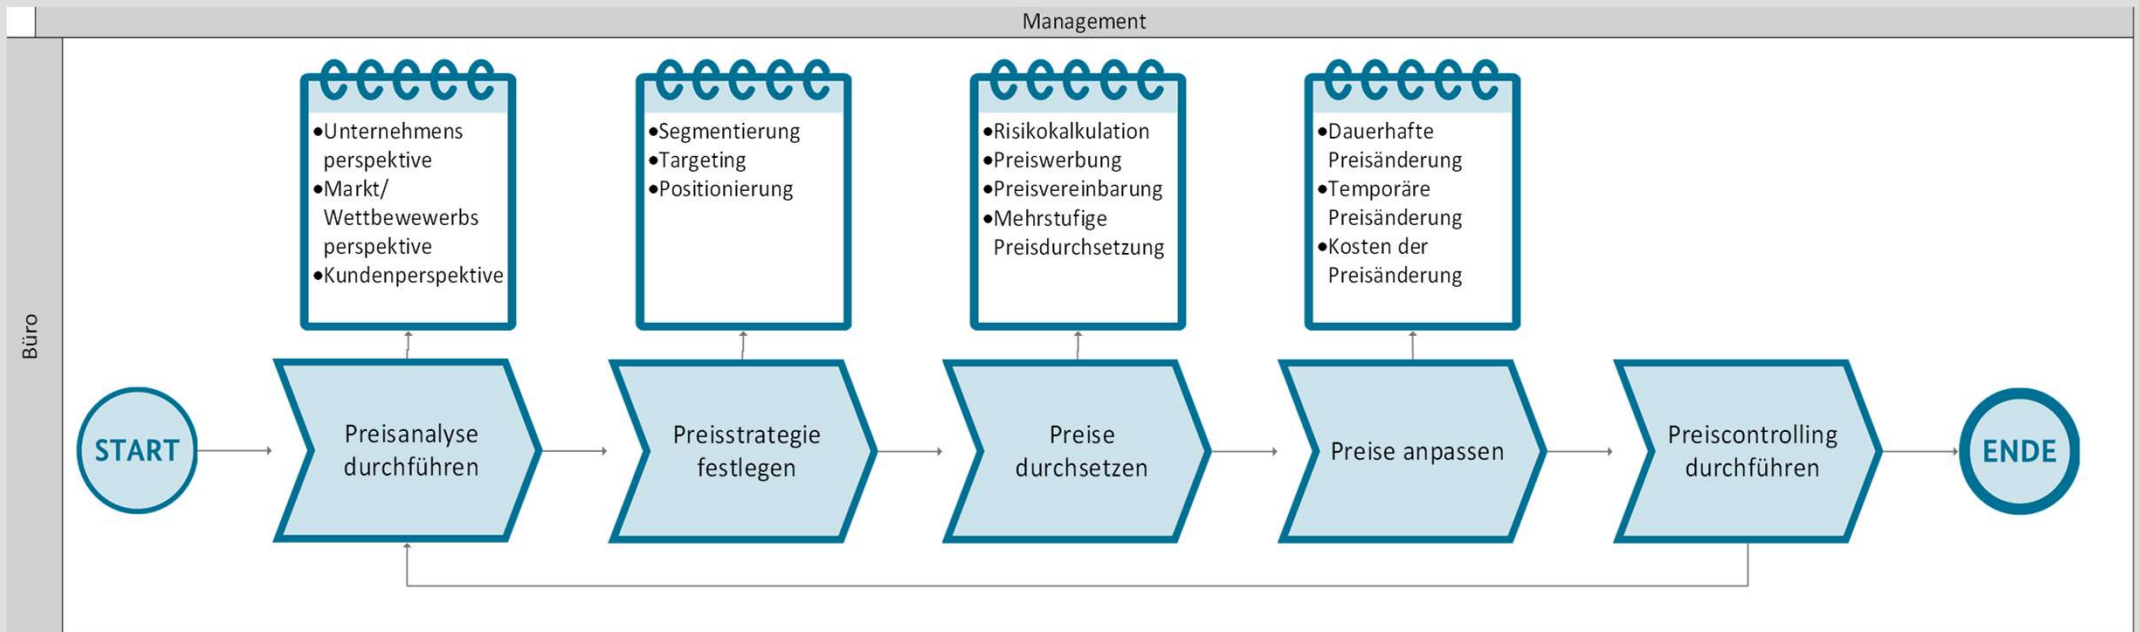 Management
Büro
●Unternehmens
perspektive
●Markt/
Wettbewewerbs
perspektive
●Kundenperspektive
●Segmentierung
●Targeting
●Positionierung
●Risikokalkulation
●Preiswerbung
●Preisvereinbarung
●Mehrstufige
Preisdurchsetzung
●Dauerhafte
Preisänderung
●Temporäre
Preisänderung
●Kosten der
Preisänderung
START
Preisanalyse
durchführen
Preisstrategie
festlegen
Preise
durchsetzen
Preise anpassen
Preiscontrolling
durchführen
ENDE